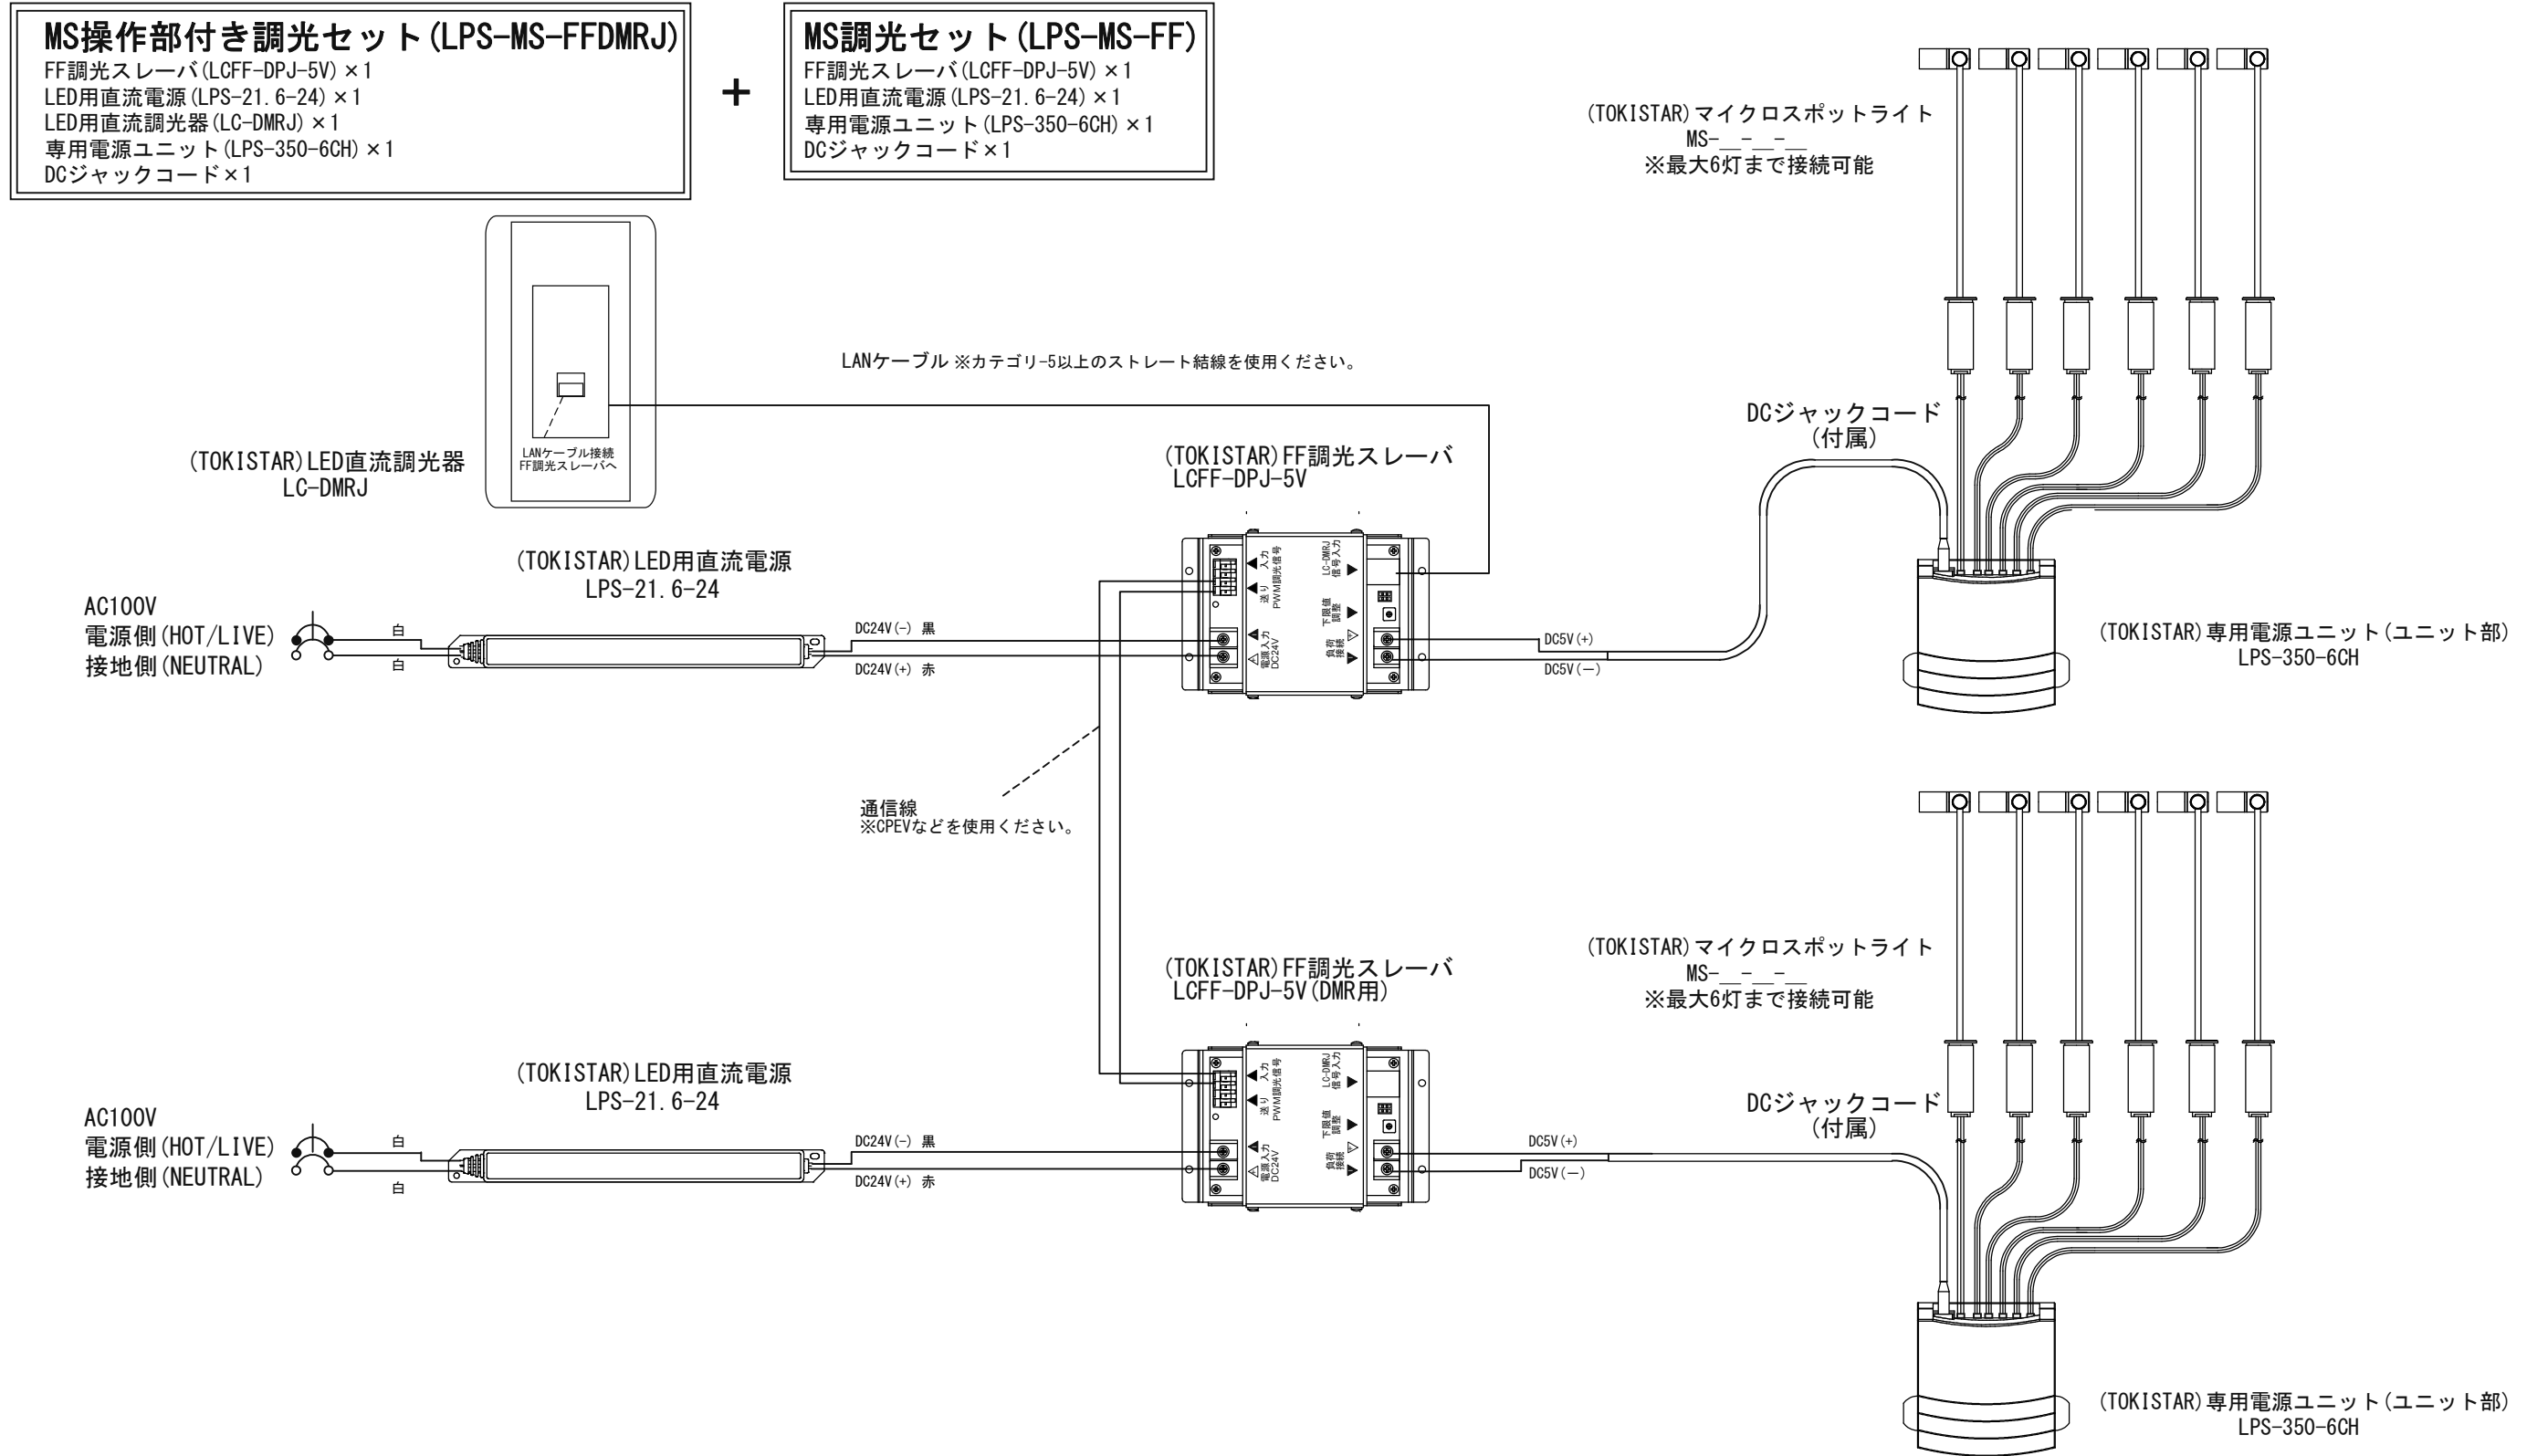 MS操作部付き調光セット(LPS-MS-FFDMRJ)
FF調光スレーバ(LCFF-DPJ-5V)×1
LED用直流電源(LPS-21.6-24)×1
LED用直流調光器(LC-DMRJ)×1
専用電源ユニット(LPS-350-6CH)×1
DCジャックコード×1
+
MS調光セット(LPS-MS-FF)
FF調光スレーバ(LCFF-DPJ-5V)×1
LED用直流電源(LPS-21.6-24)×1
専用電源ユニット(LPS-350-6CH)×1
DCジャックコード×1
(TOKISTAR)マイクロスポットライト
MS-__-__-__
※最大6灯まで接続可能
LANケーブル ※カテゴリ-5以上のストレート結線を使用ください。
DCジャックコード
(付属)
LANケーブル接続
FF調光スレーバへ
(TOKISTAR)LED直流調光器
LC-DMRJ
(TOKISTAR)FF調光スレーバ
LCFF-DPJ-5V
(TOKISTAR)LED用直流電源
LPS-21.6-24
AC100V
電源側(HOT/LIVE)
接地側(NEUTRAL)
白
白
DC24V(-) 黒
DC24V(+) 赤
入力
送り
PWM調光信号
電源入力
DC24V
LC-DMRJ
信号入力
下限値
調整
負荷
接続
DC5V(+)
DC5V(-)
(TOKISTAR)専用電源ユニット(ユニット部)
LPS-350-6CH
通信線
※CPEVなどを使用ください。
(TOKISTAR)マイクロスポットライト
MS-__-__-__
※最大6灯まで接続可能
(TOKISTAR)FF調光スレーバ
LCFF-DPJ-5V(DMR用)
(TOKISTAR)LED用直流電源
LPS-21.6-24
DCジャックコード
(付属)
AC100V
電源側(HOT/LIVE)
接地側(NEUTRAL)
白
白
DC24V(-) 黒
DC24V(+) 赤
入力
送り
PWM調光信号
電源入力
DC24V
LC-DMRJ
信号入力
下限値
調整
負荷
接続
DC5V(+)
DC5V(-)
(TOKISTAR)専用電源ユニット(ユニット部)
LPS-350-6CH